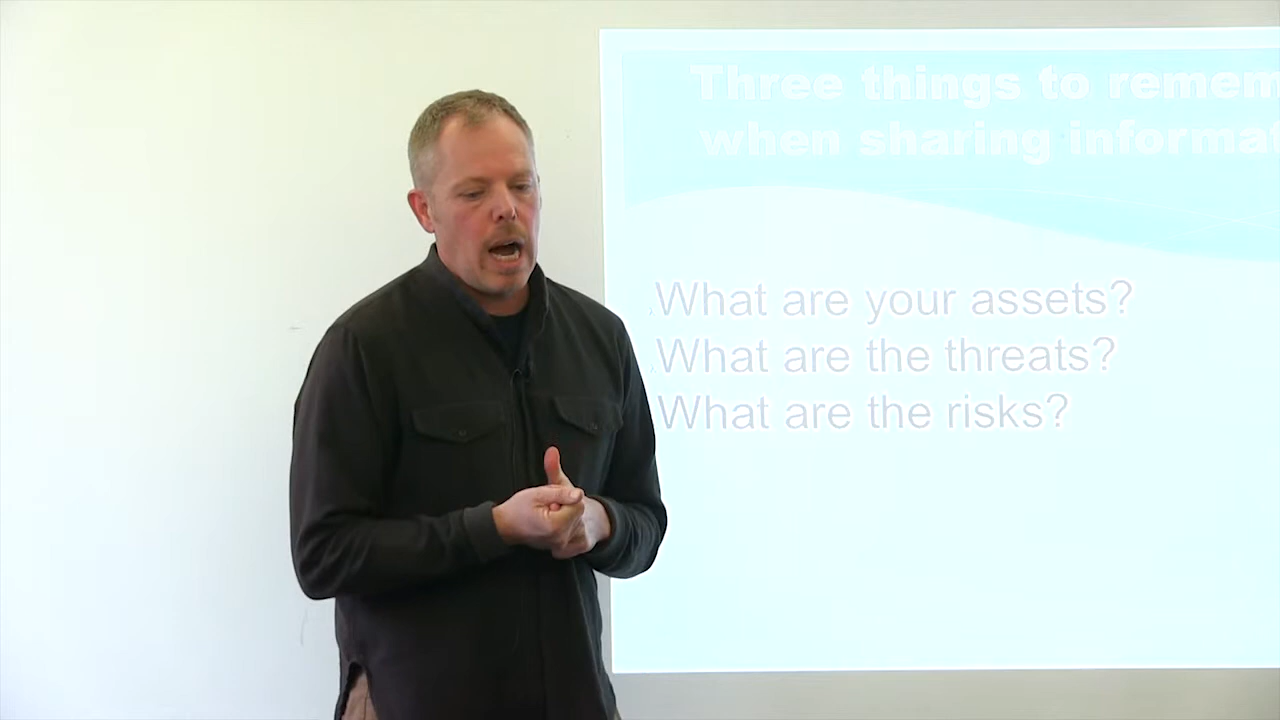 Three things to remem
when sharing informat
What are your assets?
What are the threats?
What are the risks?